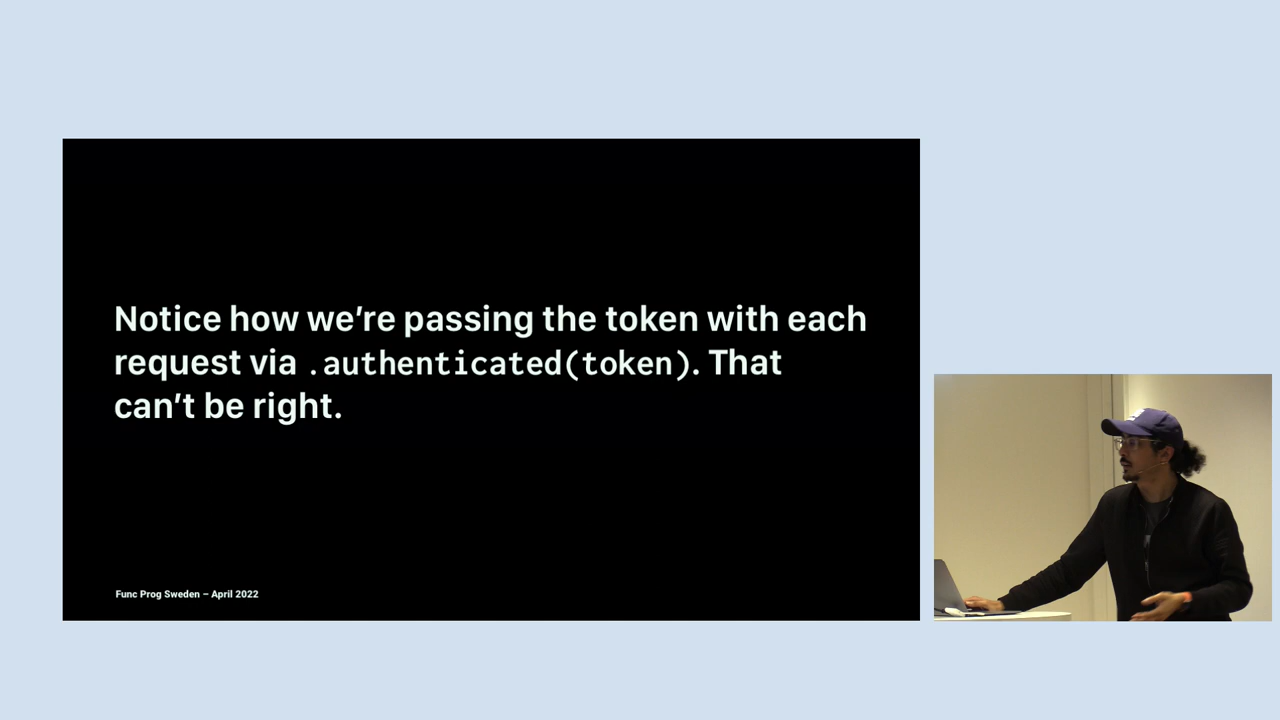 Notice how we’re passing the token with each
request via .authenticated(token). That
can’t be right.
Func Prog Sweden – April 2022